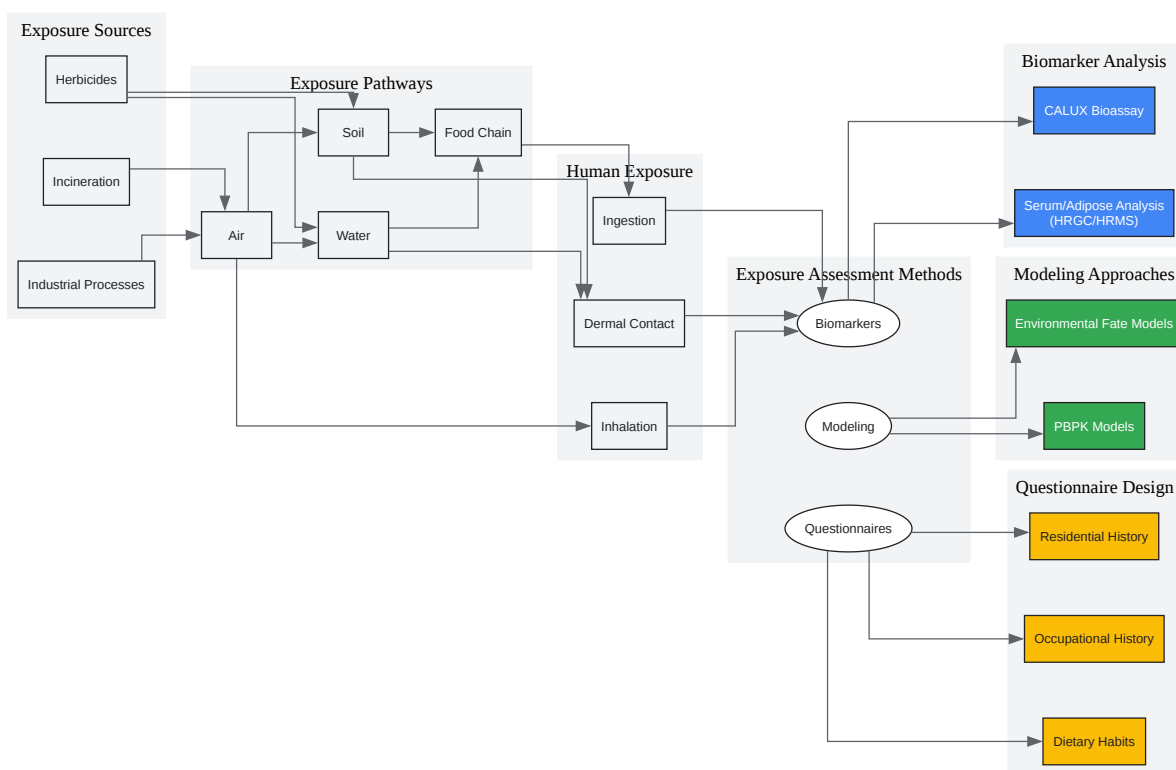 Exposure Sources
Herbicides
Incineration
Industrial Processes
Exposure Pathways
Soil
Food Chain
Air
Water
Human Exposure
Ingestion
Dermal Contact
Inhalation
Exposure Assessment Methods
Biomarkers
Modeling
Questionnaires
Biomarker Analysis
CALUX Bioassay
Serum/Adipose Analysis
(HRGC/HRMS)
Modeling Approaches
Environmental Fate Models
PBPK Models
Questionnaire Design
Residential History
Occupational History
Dietary Habits